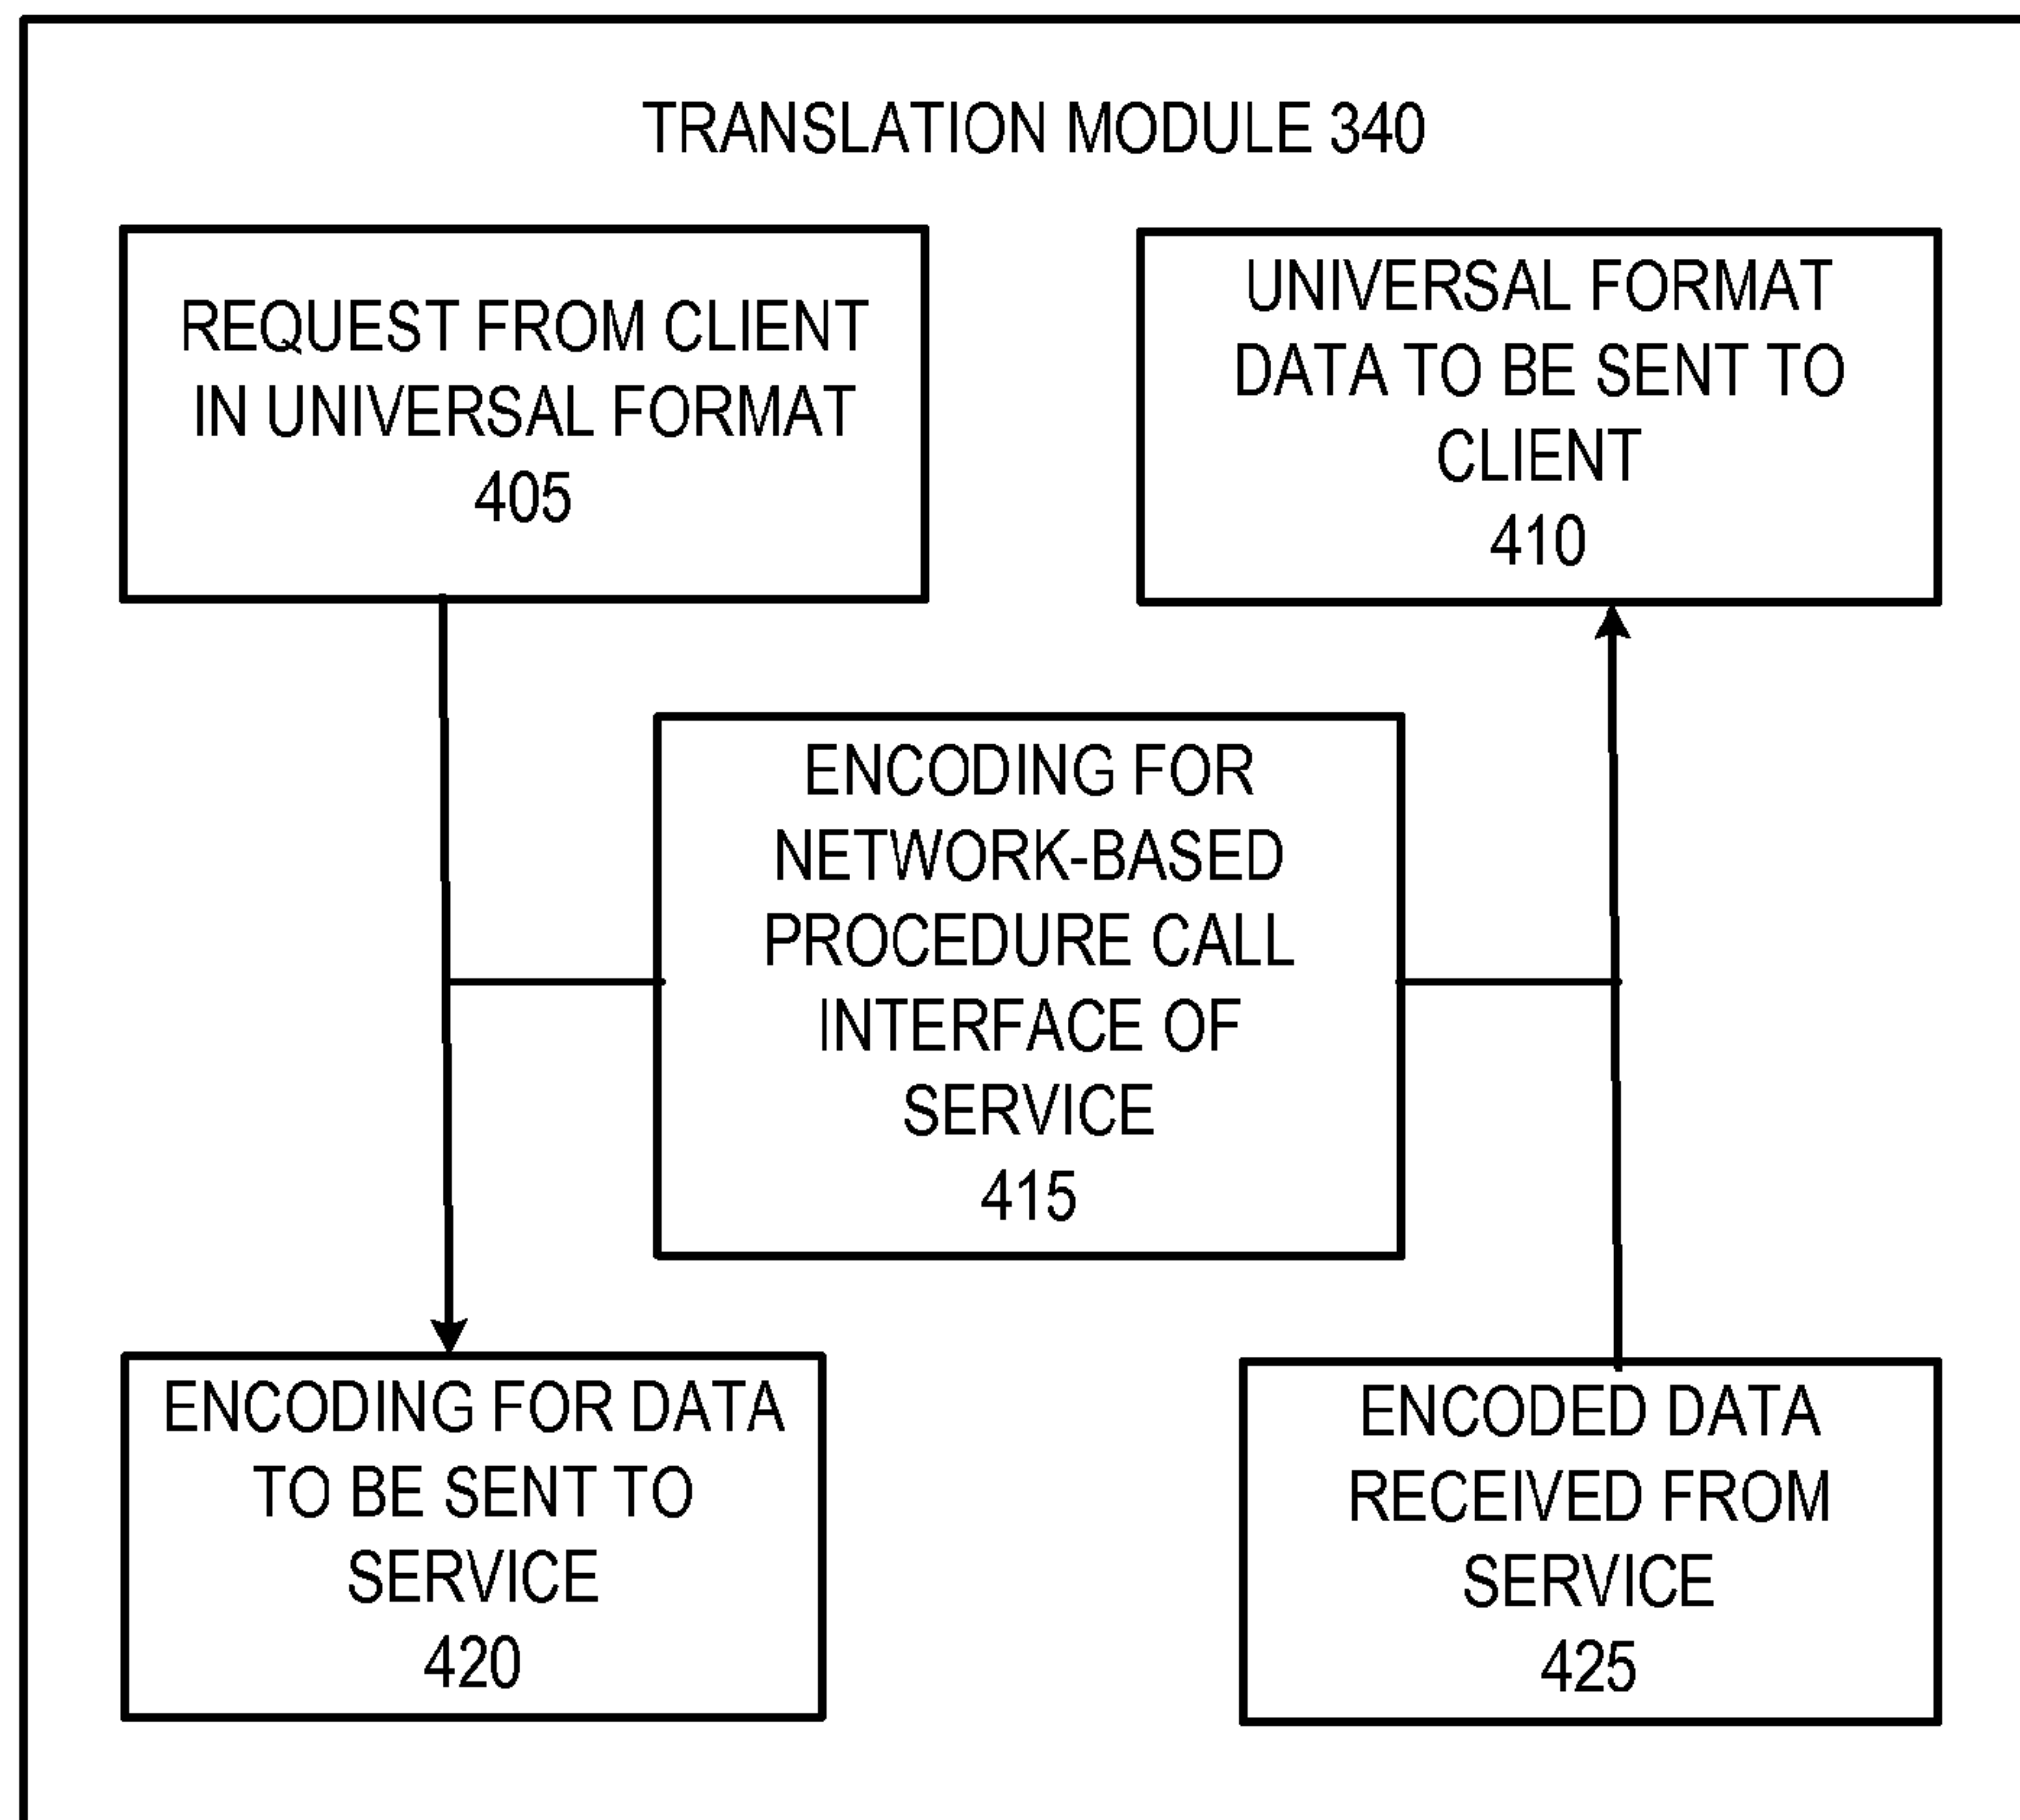 TRANSLATION MODULE 340
REQUEST FROM CLIENT
IN UNIVERSAL FORMAT
405
UNIVERSAL FORMAT
DATA TO BE SENT TO
CLIENT
410
ENCODING FOR
NETWORK-BASED
PROCEDURE CALL
INTERFACE OF
SERVICE
415
ENCODING FOR DATA
TO BE SENT TO
SERVICE
420
ENCODED DATA
RECEIVED FROM
SERVICE
425